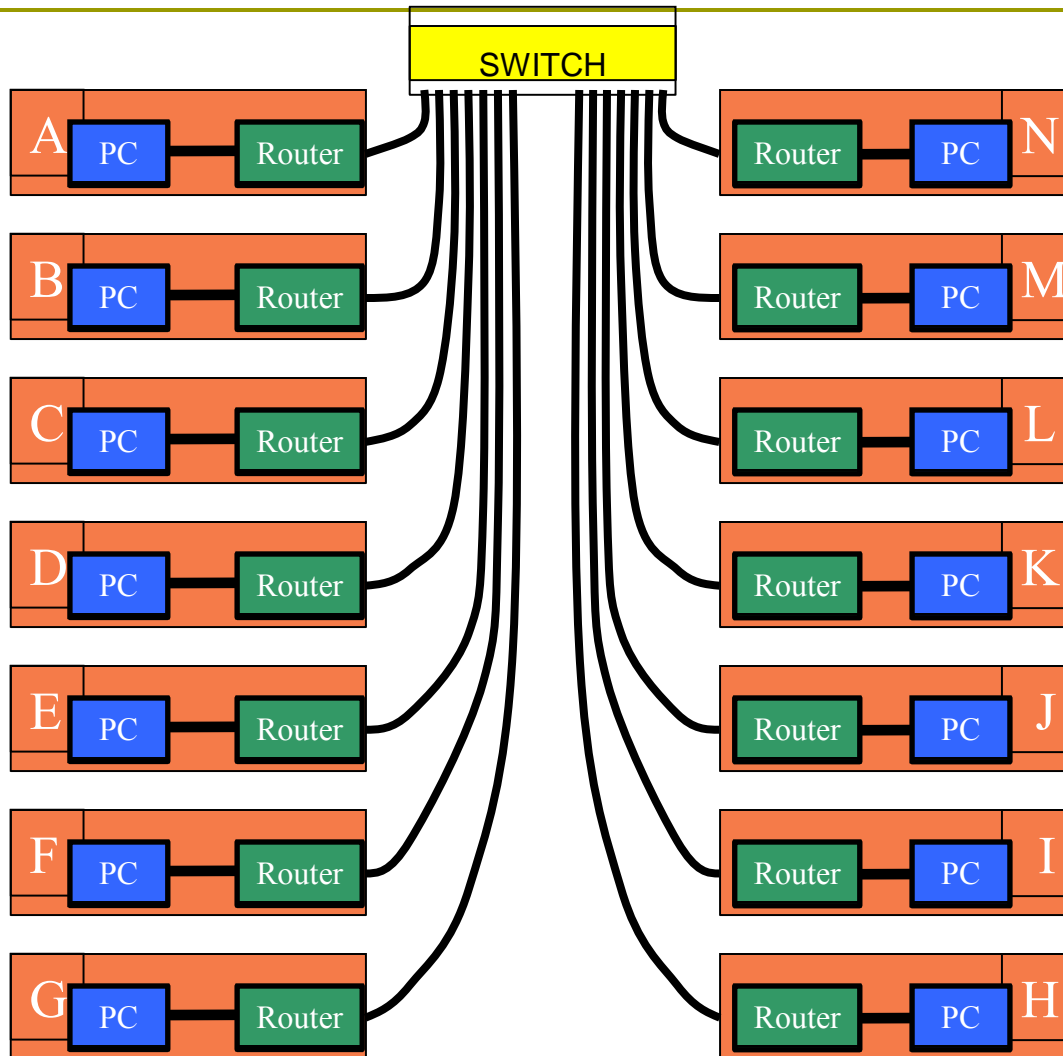 SWITCH
A PC Router
Router PC N
B PC Router
Router PC M
C PC Router
Router PC L
D PC Router
Router PC K
E PC Router
Router PC J
F PC Router
Router PC I
G PC Router
Router PC H